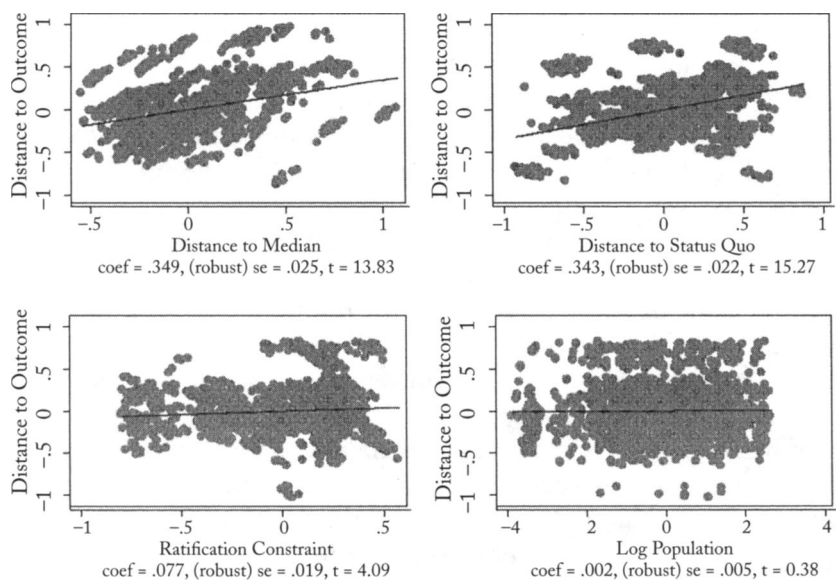 Distance to Outcome
1
.5
0
-.5
-1
-.5 0 .5 1
Distance to Median
coef = .349, (robust) se = .025, t = 13.83
Distance to Outcome
1
.5
0
-.5
-1
-1 -.5 0 .5 1
Distance to Status Quo
coef = .343, (robust) se = .022, t = 15.27
Distance to Outcome
1
.5
0
-.5
-1
-1 -.5 0 .5
Ratification Constraint
coef = .077, (robust) se = .019, t = 4.09
Distance to Outcome
1
.5
0
-.5
-1
-4 2 0 2 4
Log Population
coef = .002, (robust) se = .005, t = 0.38